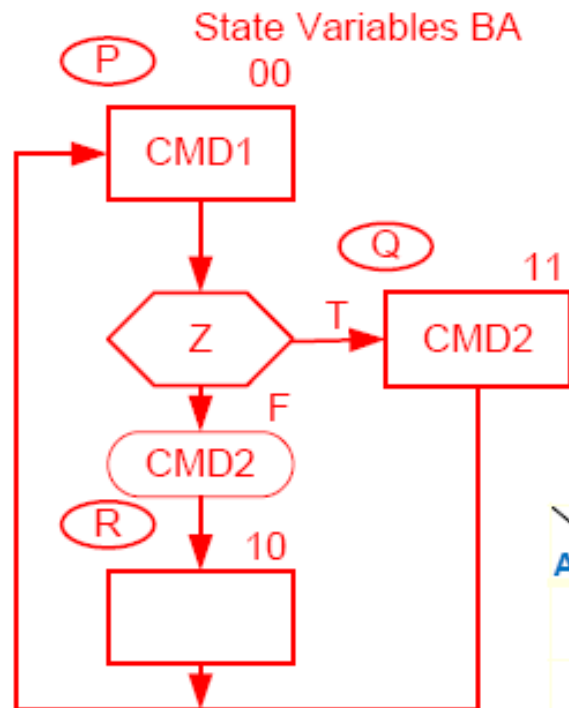 State Variables BA
P
00
CMD1
Q
11
Z
T
CMD2
F
CMD2
R
10
A